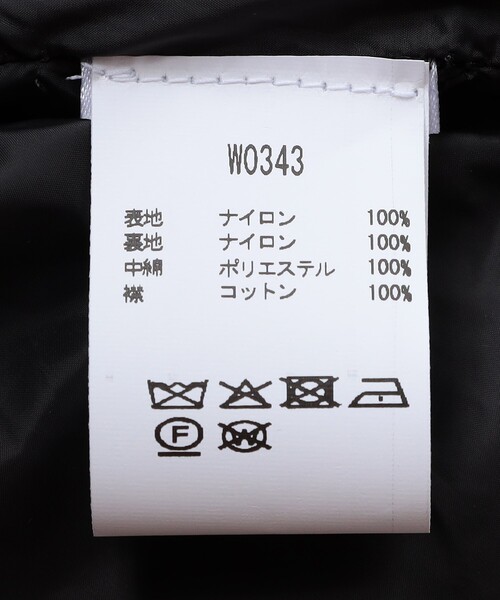 W0343
表地 ナイロン 100%
裏地 ナイロン 100%
中綿 ポリエステル 100%
襟 コットン 100%
F W